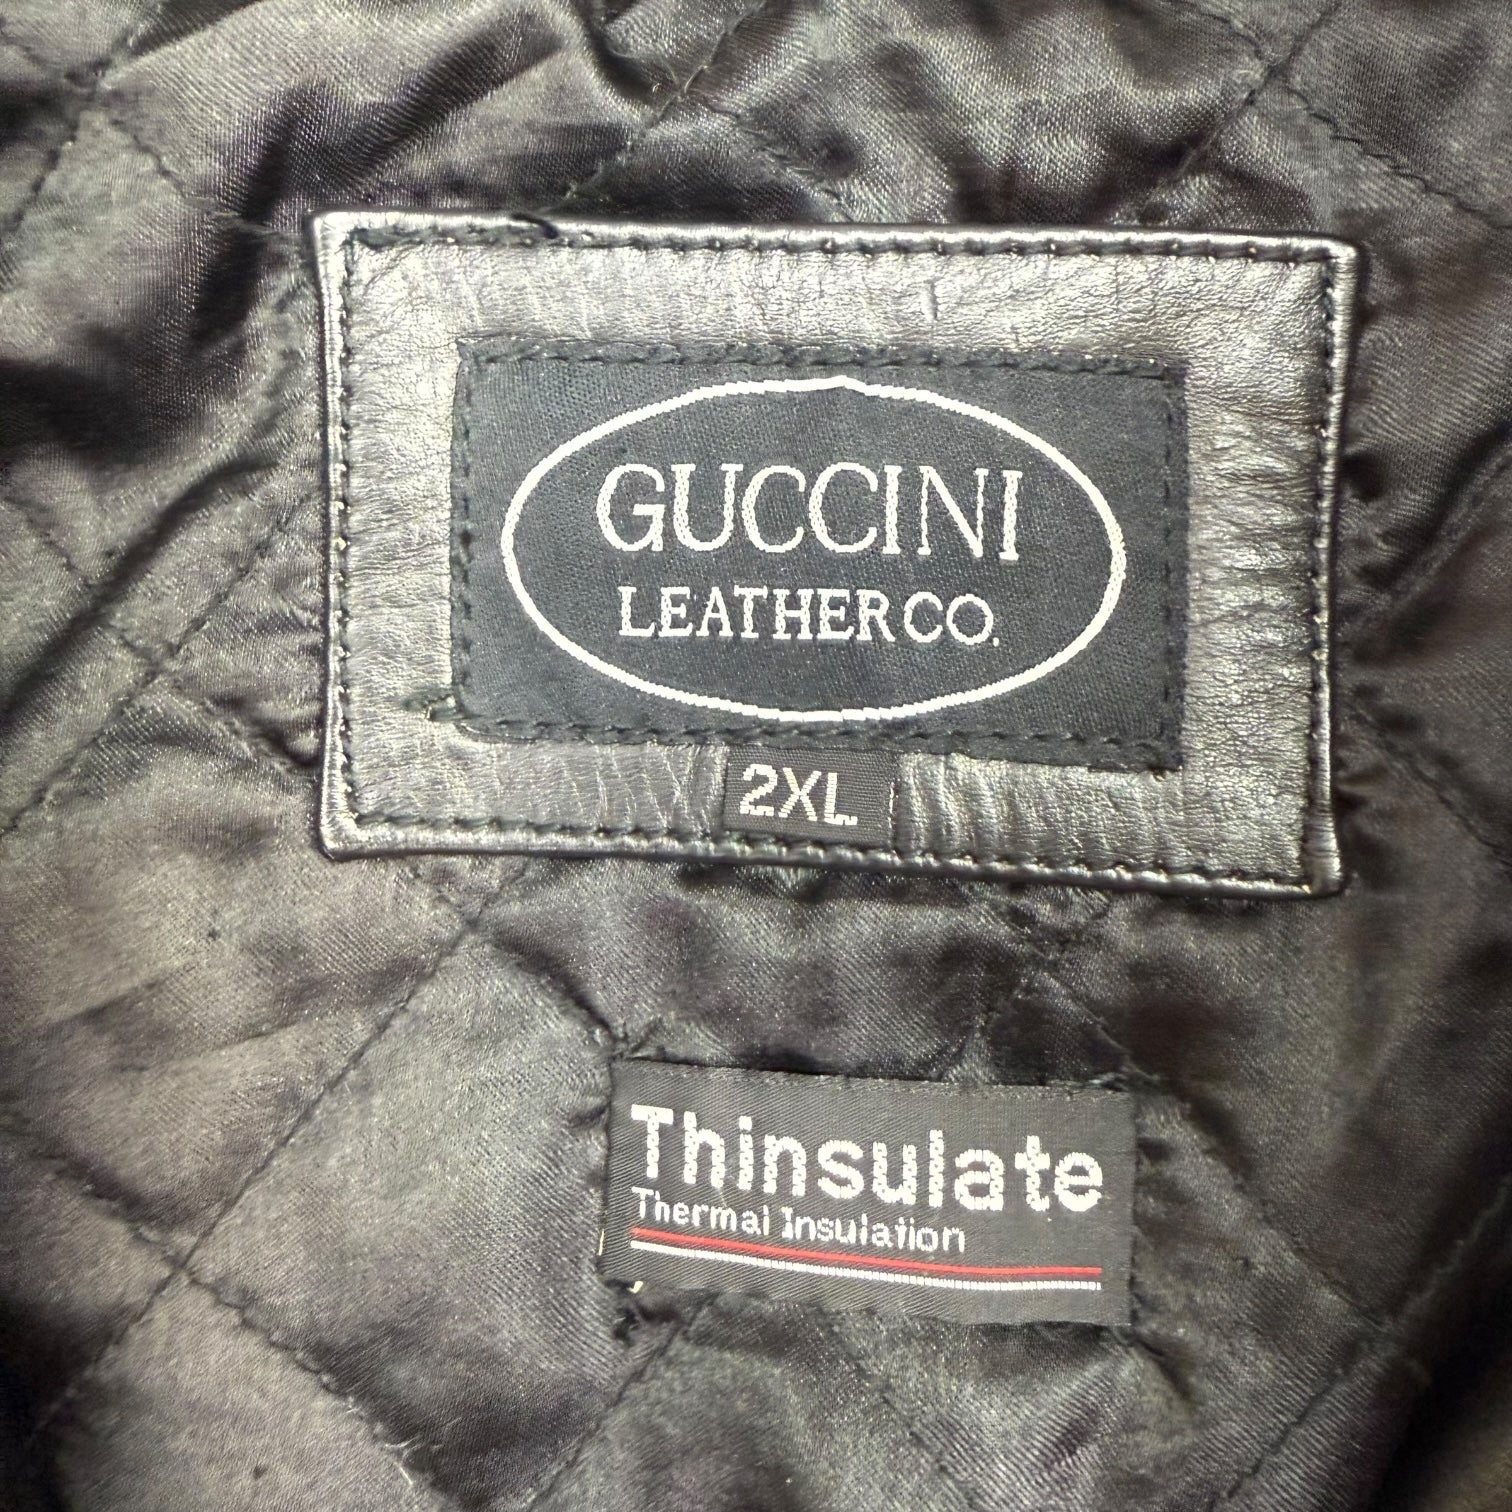 GUCCINI
LEATHER CO.
2XL
Thinsulate
Thermal Insulation